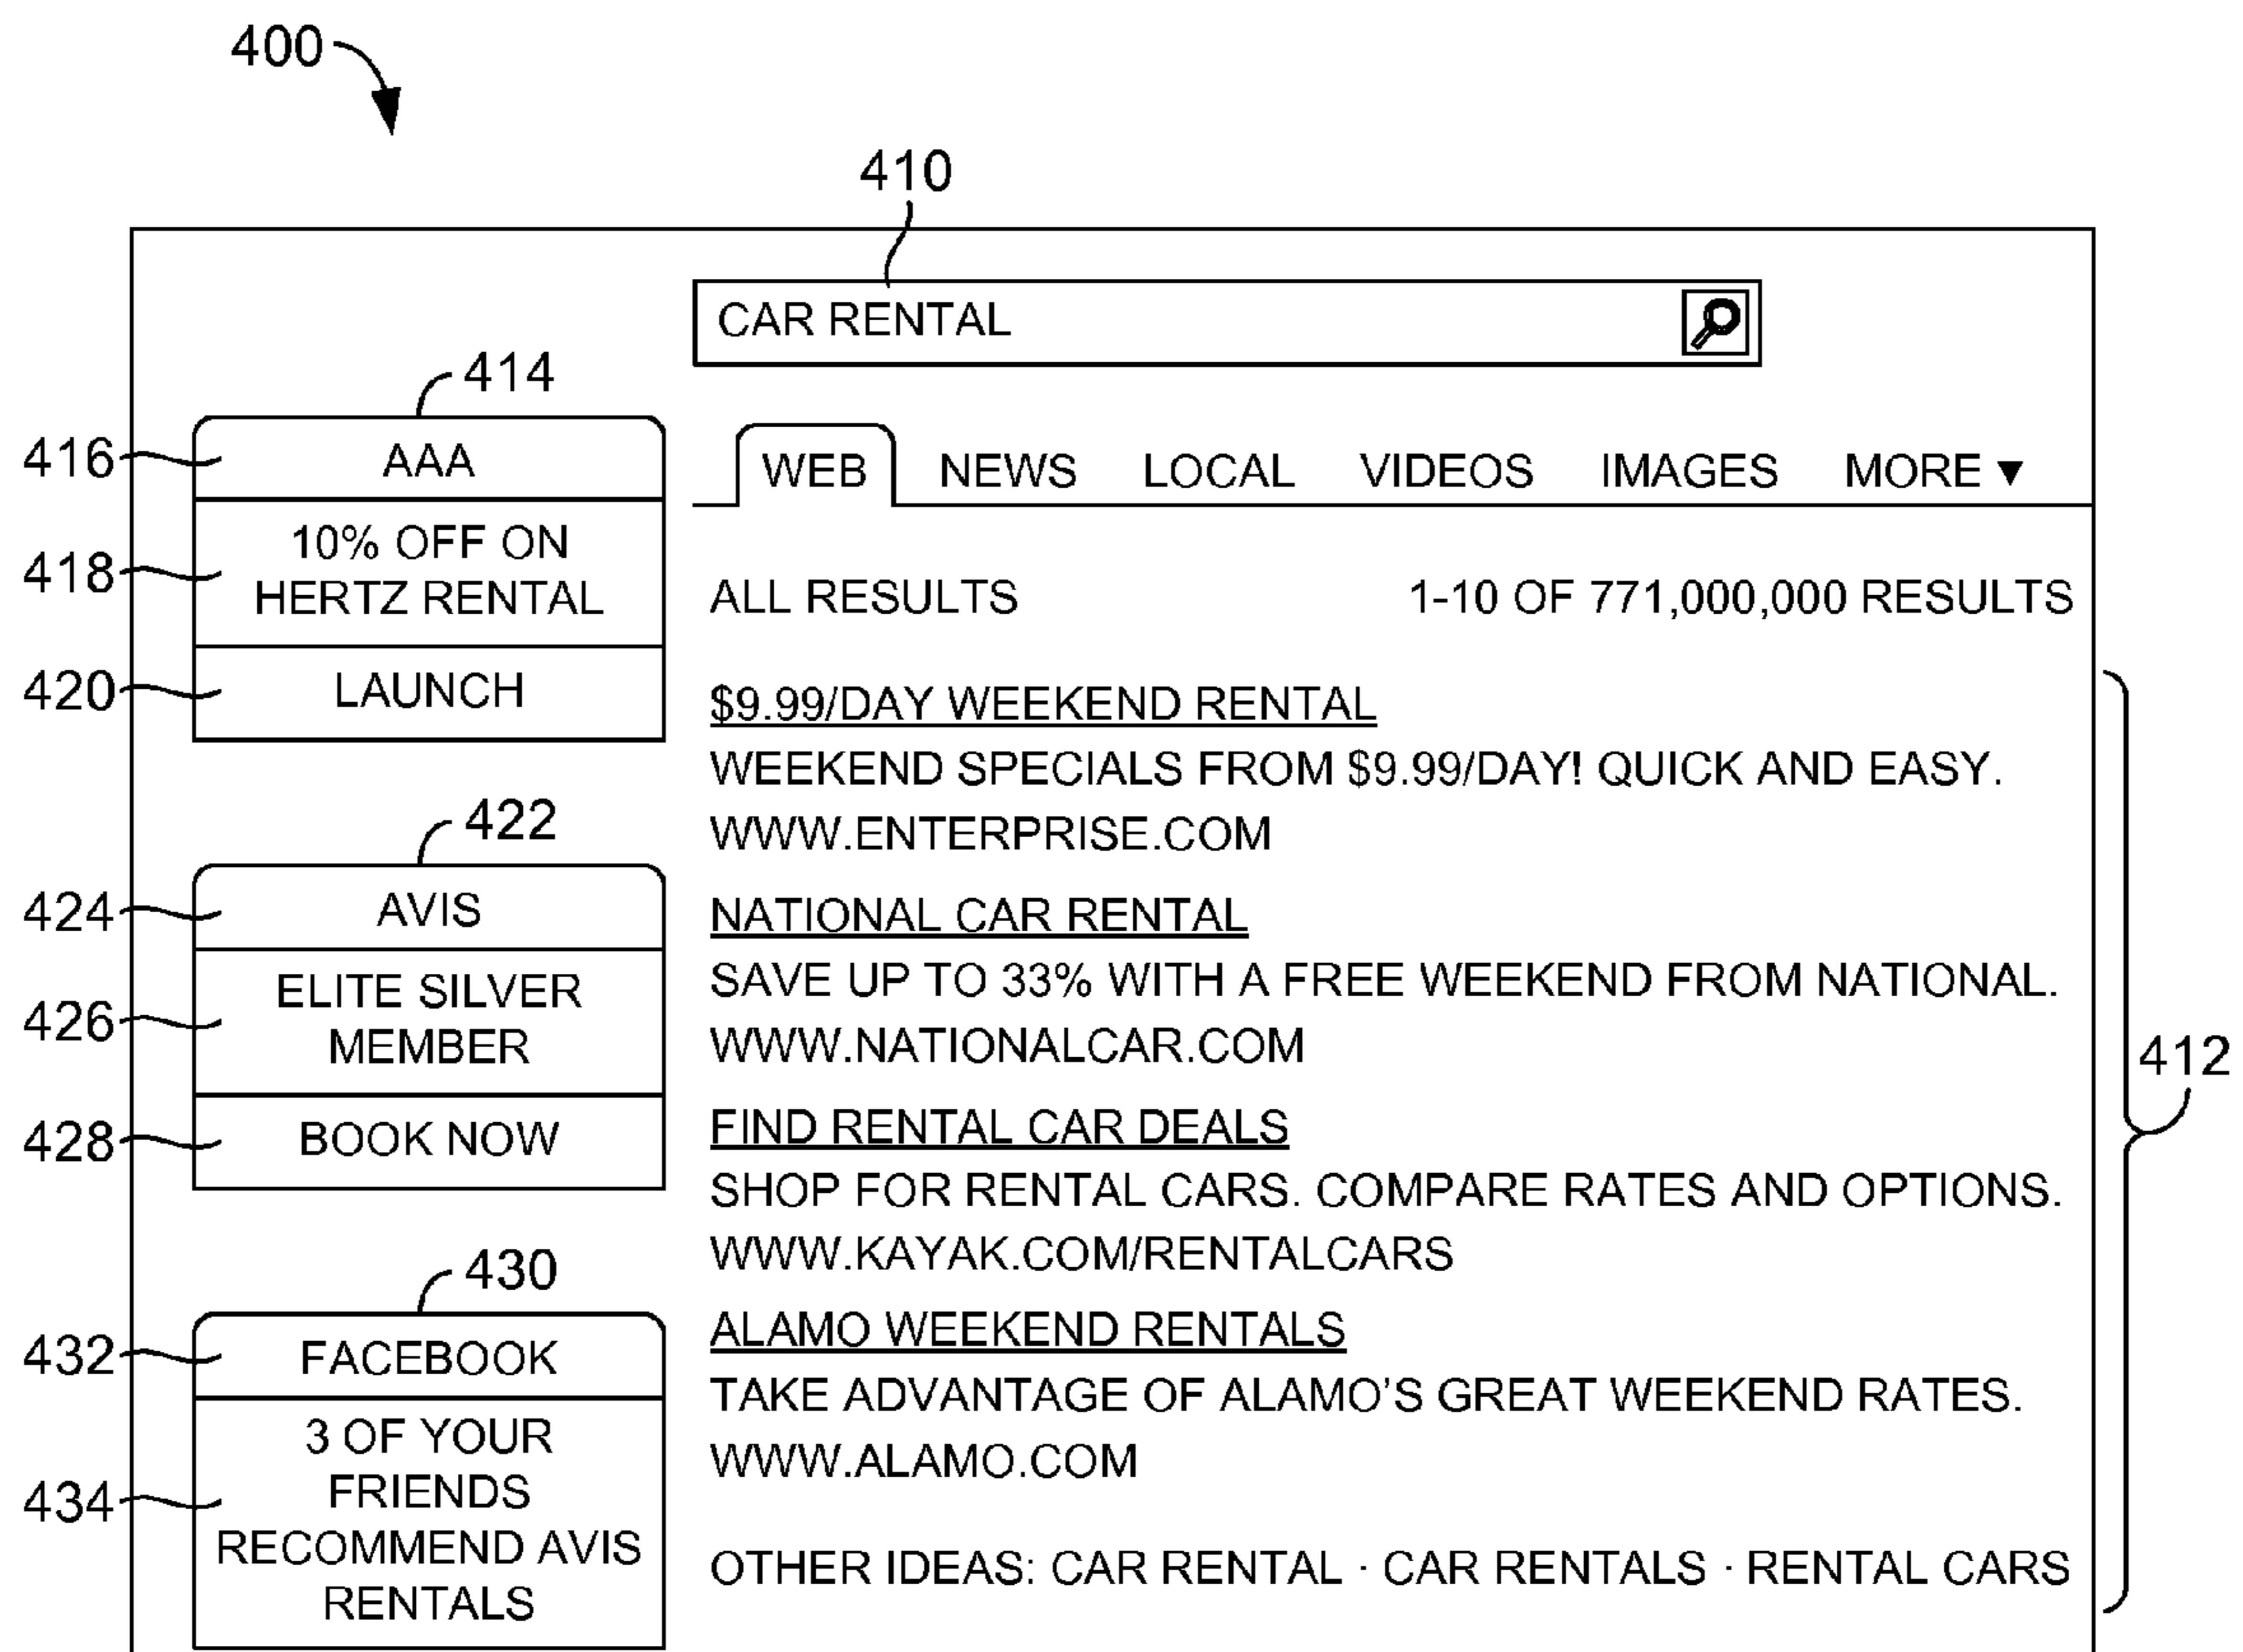 400
410
CAR RENTAL
414
416
AAA
418
10% OFF ON
HERTZ RENTAL
420
LAUNCH
422
424
AVIS
426
ELITE SILVER
MEMBER
428
BOOK NOW
430
432
FACEBOOK
434
3 OF YOUR
FRIENDS
RECOMMEND AVIS
RENTALS
WEB NEWS LOCAL VIDEOS IMAGES MORE ▼
ALL RESULTS 1-10 OF 771,000,000 RESULTS
$9.99/DAY WEEKEND RENTAL
WEEKEND SPECIALS FROM $9.99/DAY! QUICK AND EASY.
WWW.ENTERPRISE.COM
NATIONAL CAR RENTAL
SAVE UP TO 33% WITH A FREE WEEKEND FROM NATIONAL.
WWW.NATIONALCAR.COM
FIND RENTAL CAR DEALS
SHOP FOR RENTAL CARS. COMPARE RATES AND OPTIONS.
WWW.KAYAK.COM/RENTALCARS
ALAMO WEEKEND RENTALS
TAKE ADVANTAGE OF ALAMO'S GREAT WEEKEND RATES.
WWW.ALAMO.COM
OTHER IDEAS: CAR RENTAL · CAR RENTALS · RENTAL CARS
412